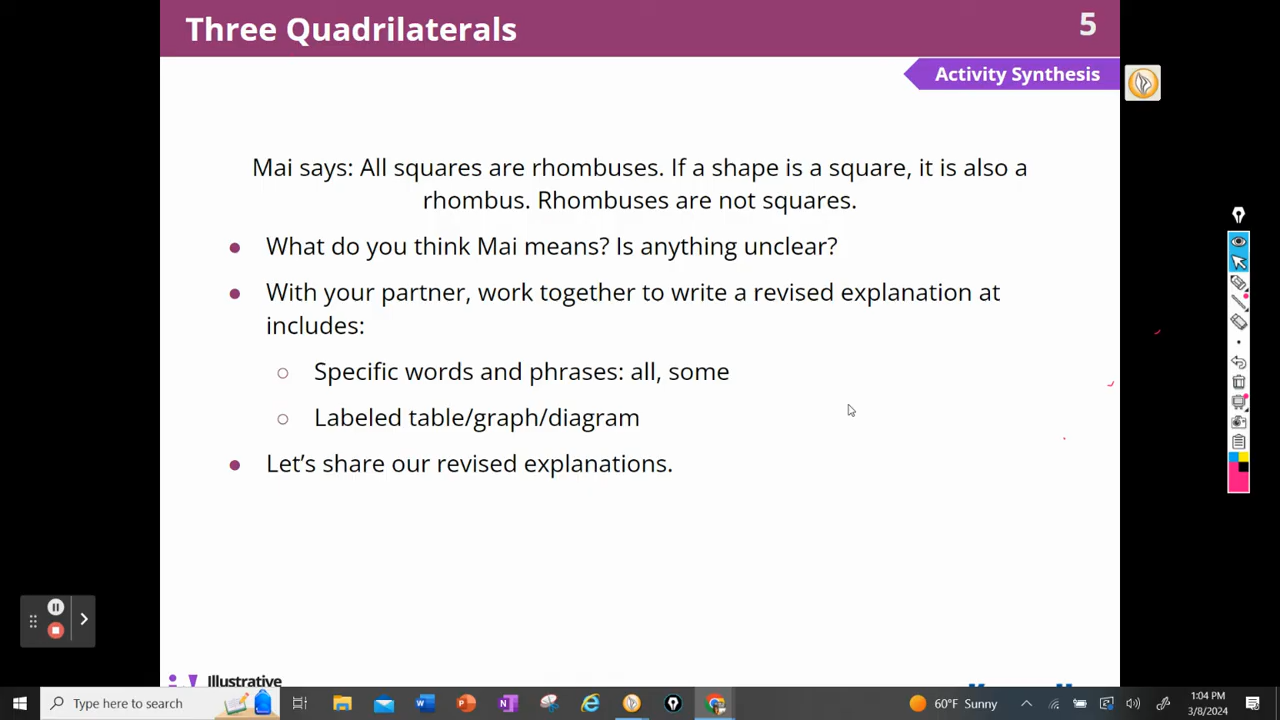 Three Quadrilaterals
5
Activity Synthesis
Mai says: All squares are rhombuses. If a shape is a square, it is also a
rhombus. Rhombuses are not squares.
What do you think Mai means? Is anything unclear?
With your partner, work together to write a revised explanation at
includes:
Specific words and phrases: all, some
Labeled table/graph/diagram
Let's share our revised explanations.
Illustrative
Type here to search
60°F Sunny
1:04 PM
3/8/2024